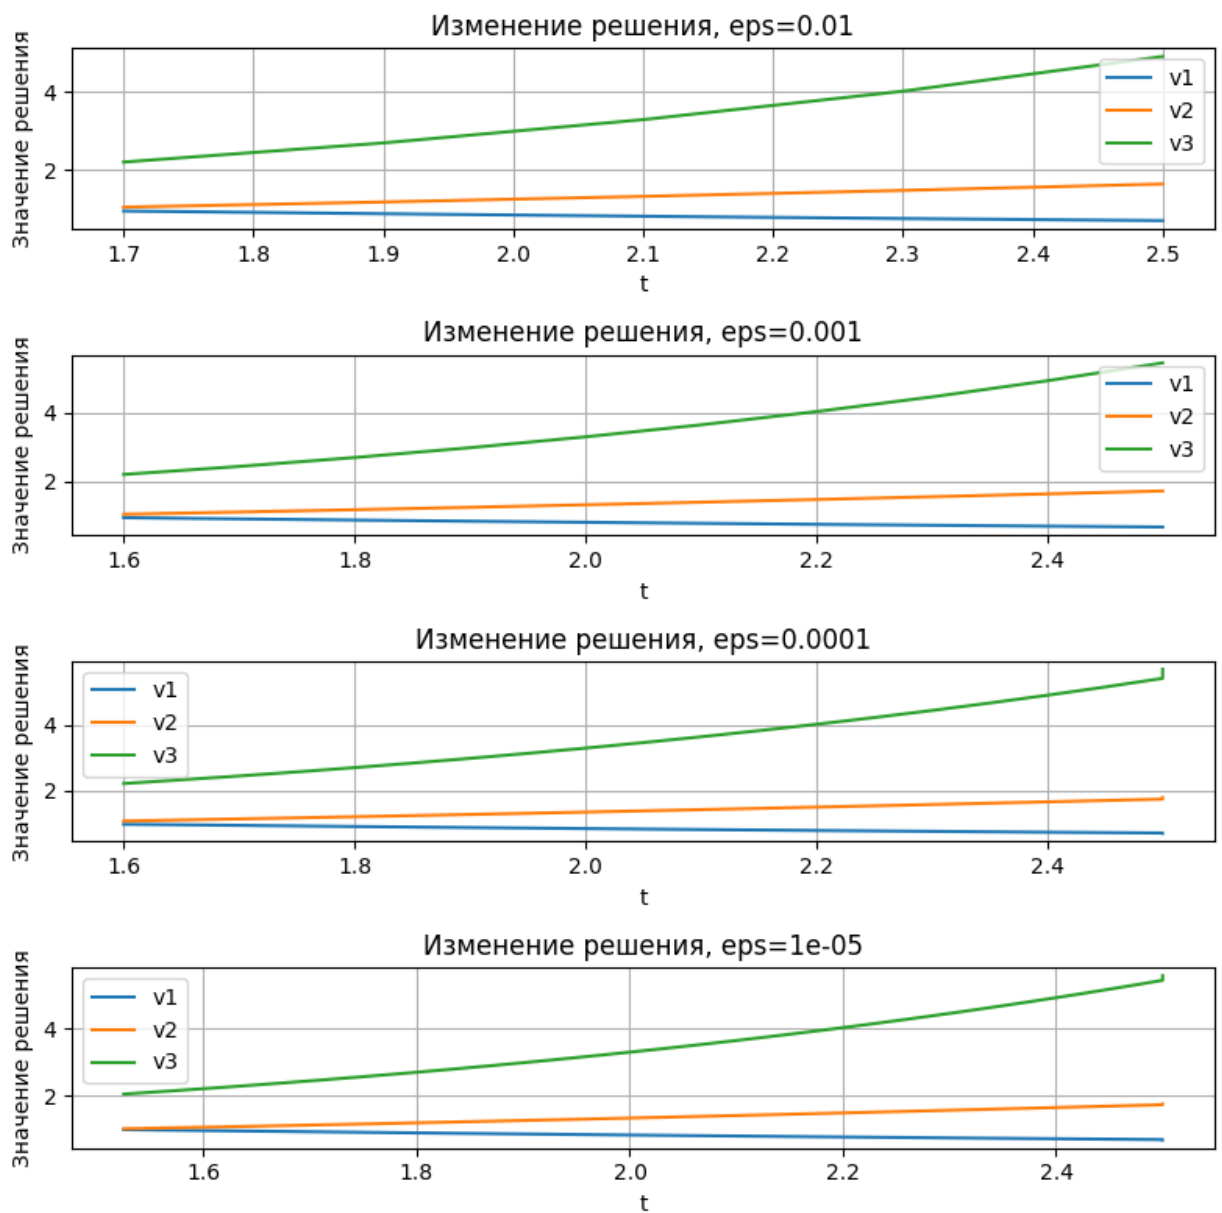 Изменение решения, eps=0.01
Значение решения
4
2
v1
v2
v3
1.7 1.8 1.9 2.0 2.1 2.2 2.3 2.4 2.5
t
Изменение решения, eps=0.001
Значение решения
4
2
v1
v2
v3
1.6 1.8 2.0 2.2 2.4
t
Изменение решения, eps=0.0001
Значение решения
4
2
v1
v2
v3
1.6 1.8 2.0 2.2 2.4
t
Изменение решения, eps=1e-05
Значение решения
4
2
v1
v2
v3
1.6 1.8 2.0 2.2 2.4
t